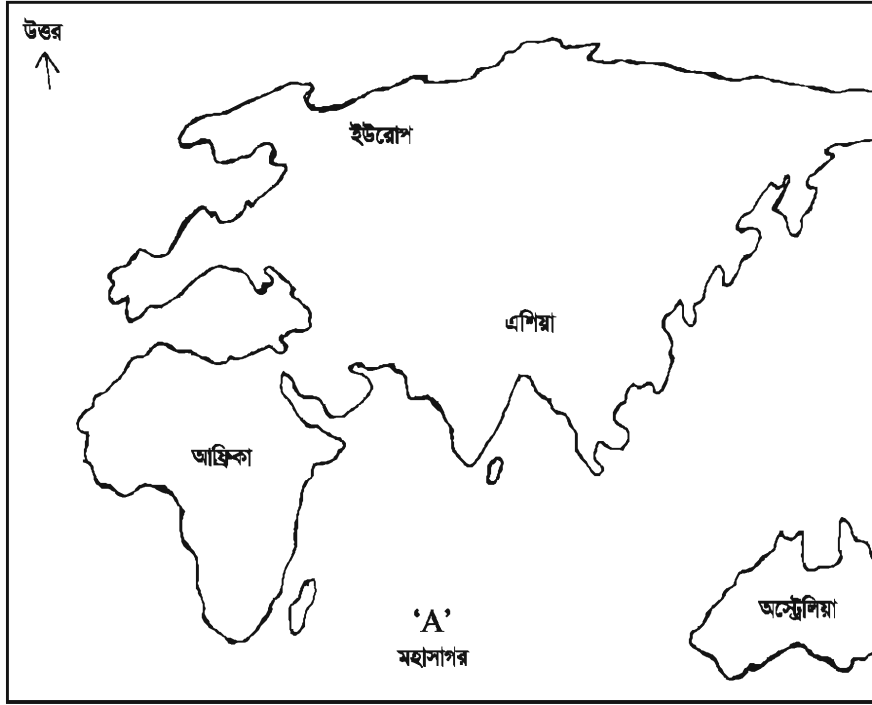 উত্তর
ইউরোপ
এশিয়া
আফ্রিকা
‘A’
মহাসাগর
অস্ট্রেলিয়া